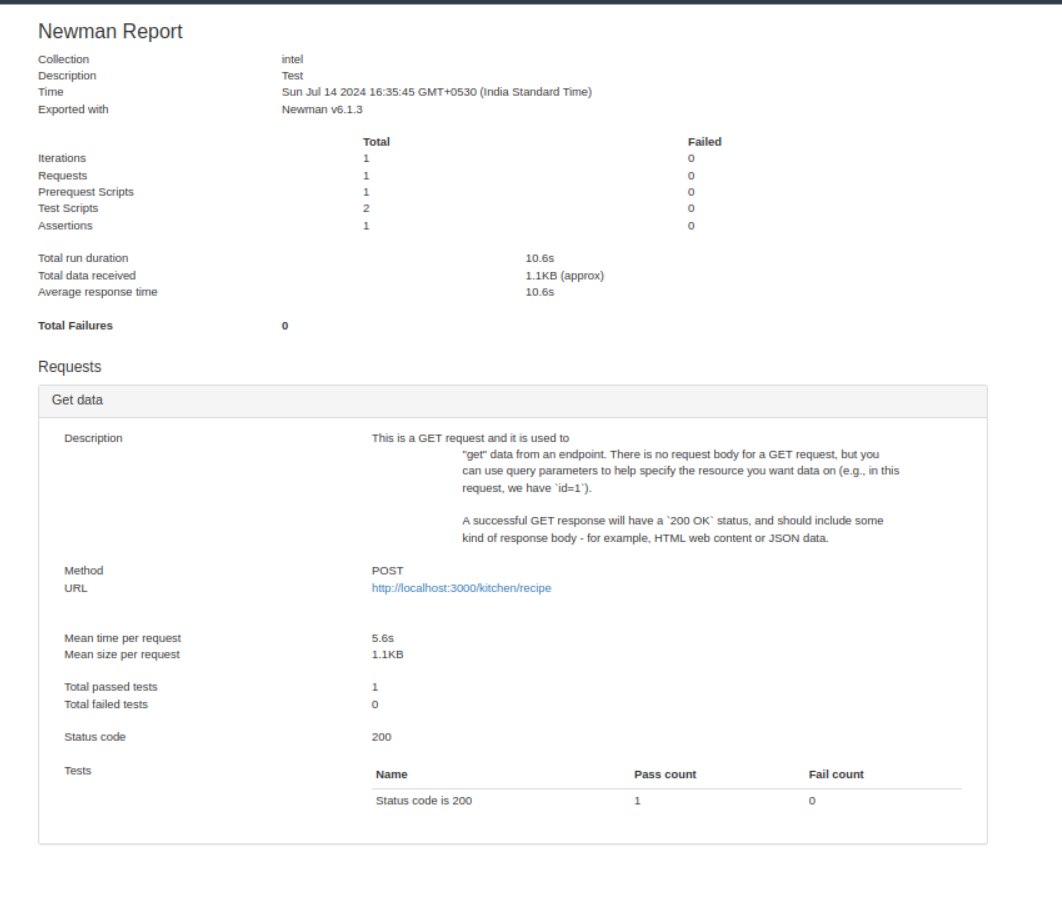 Newman Report
Collection intel
Description Test
Time Sun Jul 14 2024 16:35:45 GMT+0530 (India Standard Time)
Exported with Newman v6.1.3
Total Failed
Iterations 1 0
Requests 1 0
Prerequest Scripts 1 0
Test Scripts 2 0
Assertions 1 0
Total run duration 10.6s
Total data received 1.1KB (approx)
Average response time 10.6s
Total Failures 0
Requests
Get data
Description This is a GET request and it is used to
"get" data from an endpoint. There is no request body for a GET request, but you
can use query parameters to help specify the resource you want data on (e.g., in this
request, we have `id=1`).
A successful GET response will have a `200 OK` status, and should include some
kind of response body - for example, HTML web content or JSON data.
Method POST
URL http://localhost:3000/kitchen/recipe
Mean time per request 5.6s
Mean size per request 1.1KB
Total passed tests 1
Total failed tests 0
Status code 200
Tests Name Pass count Fail count
Status code is 200 1 0